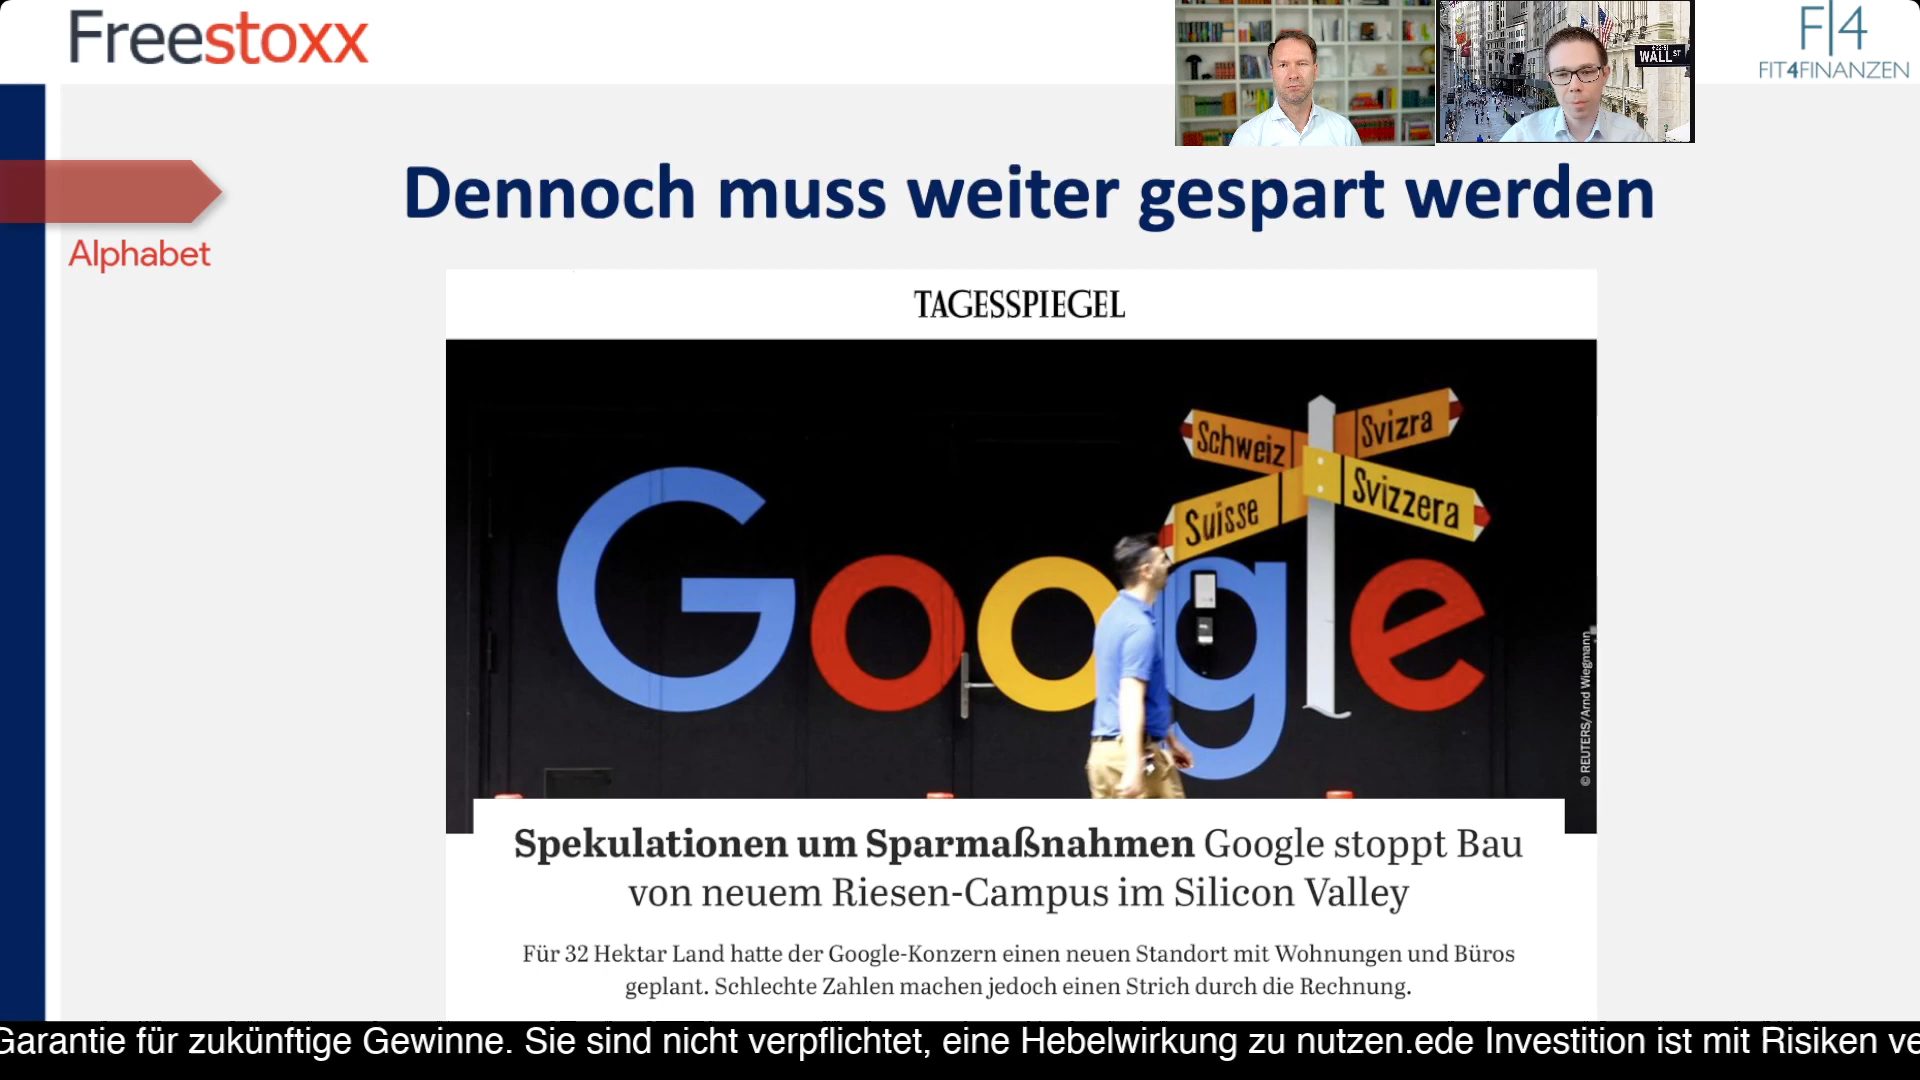 Freestoxx
WALL ST
F|4
FIT4FINANZEN
Dennoch muss weiter gespart werden
Alphabet
TAGESSPIEGEL
Schweiz
Svizra
Suisse
Svizzera
Google
© REUTERS/Arnd Wiegmann
Spekulationen um Sparmaßnahmen Google stoppt Bau
von neuem Riesen-Campus im Silicon Valley
Für 32 Hektar Land hatte der Google-Konzern einen neuen Standort mit Wohnungen und Büros
geplant. Schlechte Zahlen machen jedoch einen Strich durch die Rechnung.
Garantie für zukünftige Gewinne. Sie sind nicht verpflichtet, eine Hebelwirkung zu nutzen.ede Investition ist mit Risiken ve